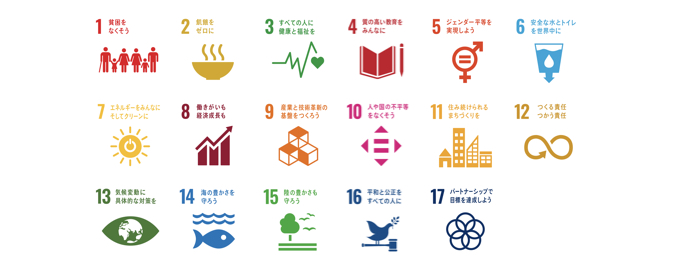 1 貧困を
なくそう
2 飢餓を
ゼロに
3 すべての人に
健康と福祉を
4 質の高い教育を
みんなに
5 ジェンダー平等を
実現しよう
6 安全な水とトイレ
を世界中に
7 エネルギーをみんなに
そしてクリーンに
8 働きがいも
経済成長も
9 産業と技術革新の
基盤をつくろう
10 人や国の不平等
をなくそう
11 住み続けられる
まちづくりを
12 つくる責任
つかう責任
13 気候変動に
具体的な対策を
14 海の豊かさを
守ろう
15 陸の豊かさも
守ろう
16 平和と公正を
すべての人に
17 パートナーシップで
目標を達成しよう